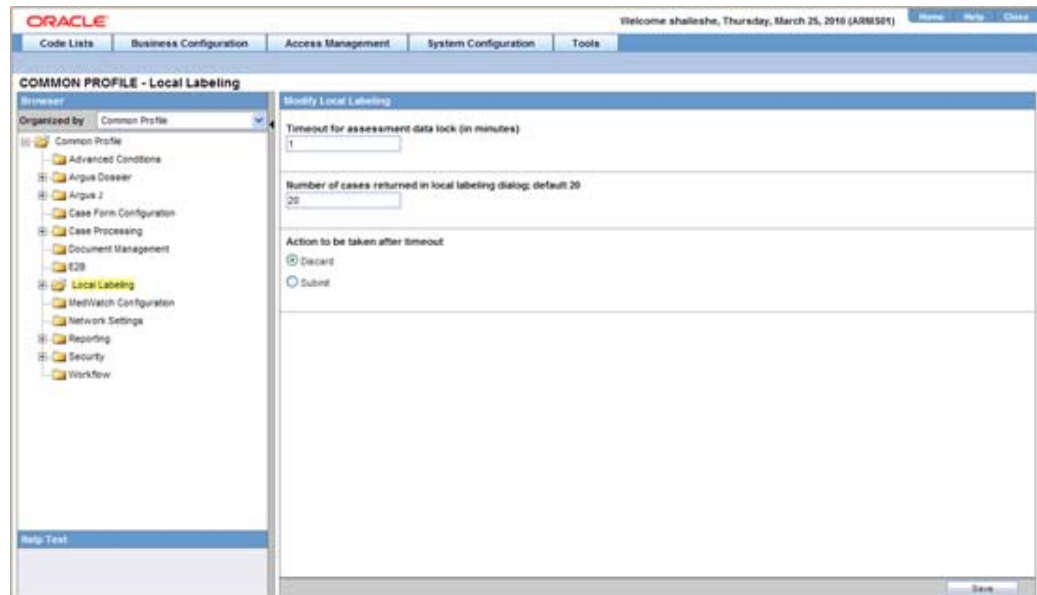 ORACLE
Welcome shaileshe, Thursday, March 25, 2010 (ARMS01)
Home Help Close
Code Lists Business Configuration Access Management System Configuration Tools
COMMON PROFILE - Local Labeling
Browser
Organized by Common Profile
Common Profile
Advanced Conditions
Argus Dossier
Argus J
Case Form Configuration
Case Processing
Document Management
E2B
Local Labeling
MedWatch Configuration
Network Settings
Reporting
Security
Workflow
Help Text
Modify Local Labeling
Timeout for assessment data lock (in minutes)
1
Number of cases returned in local labeling dialog; default 20
20
Action to be taken after timeout
Discard
Submit
Save